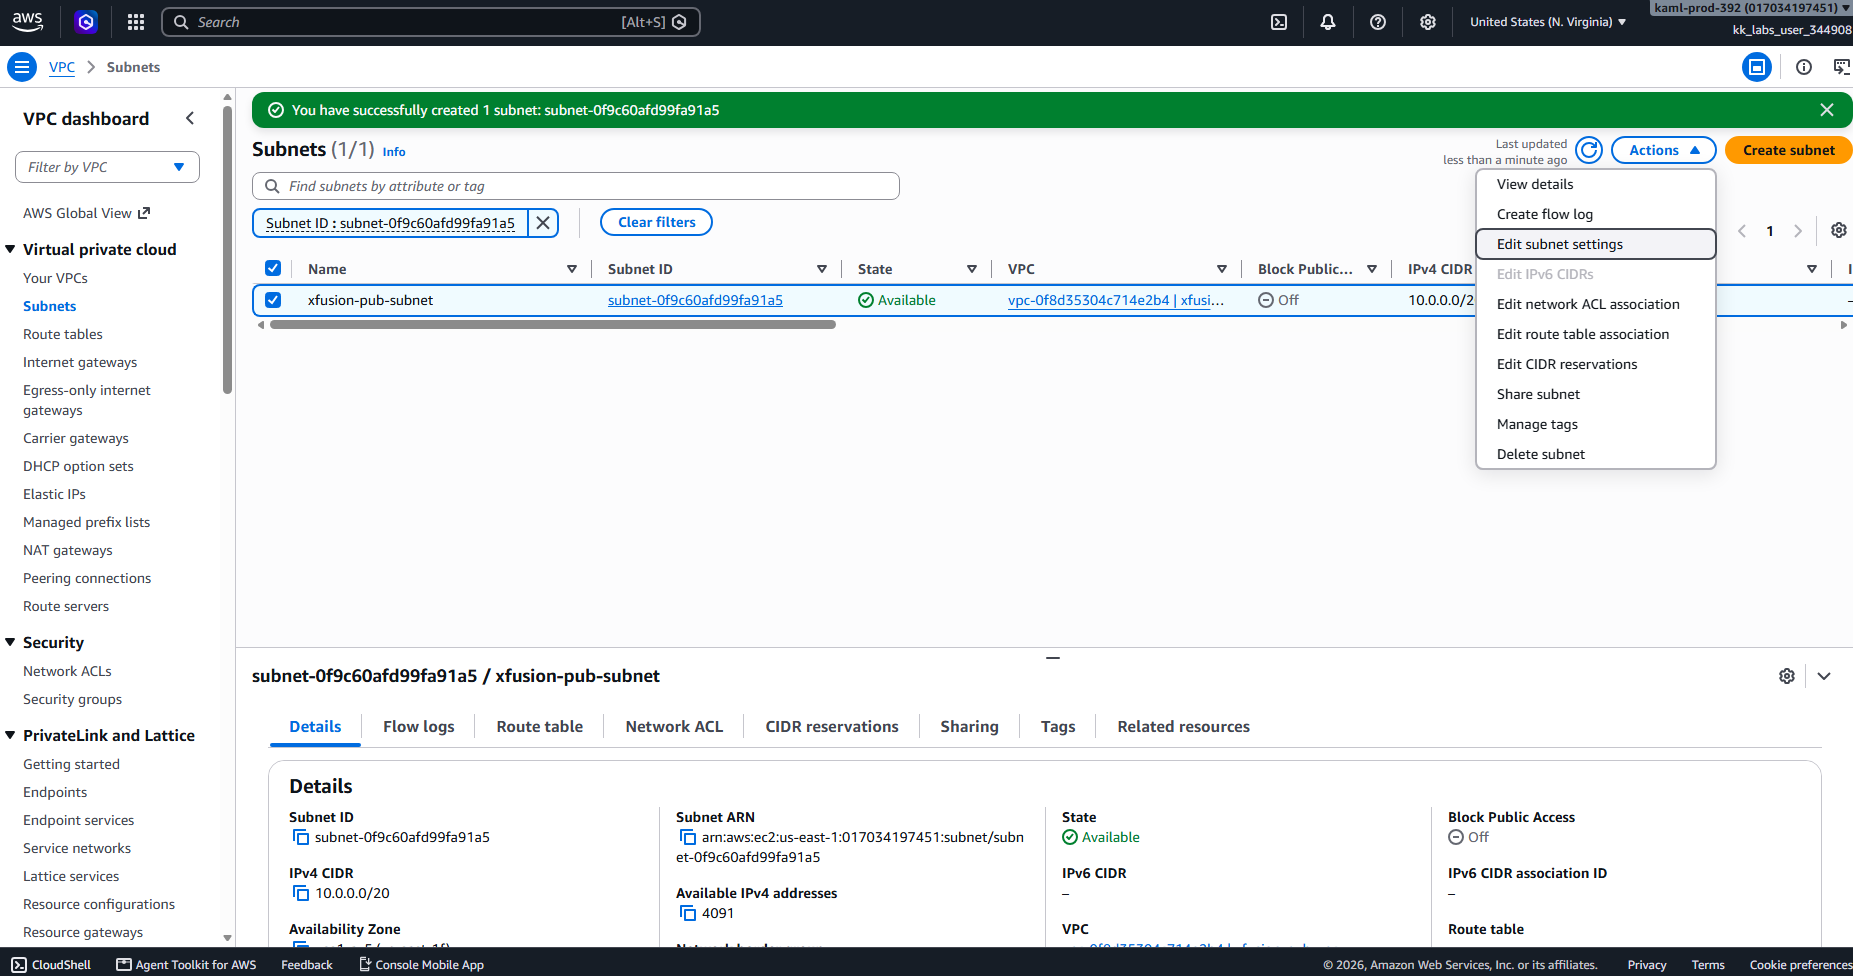 aws
Search
[Alt+S]
United States (N. Virginia)
kaml-prod-392 (017034197451)
kk_labs_user_344908
VPC
Subnets
VPC dashboard
Filter by VPC
AWS Global View
Virtual private cloud
Your VPCs
Subnets
Route tables
Internet gateways
Egress-only internet
gateways
Carrier gateways
DHCP option sets
Elastic IPs
Managed prefix lists
NAT gateways
Peering connections
Route servers
Security
Network ACLs
Security groups
PrivateLink and Lattice
Getting started
Endpoints
Endpoint services
Service networks
Lattice services
Resource configurations
Resource gateways
You have successfully created 1 subnet: subnet-0f9c60afd99fa91a5
Subnets (1/1) Info
Last updated
less than a minute ago
Actions
Create subnet
Find subnets by attribute or tag
Subnet ID : subnet-0f9c60afd99fa91a5
Clear filters
1
View details
Create flow log
Edit subnet settings
Edit IPv6 CIDRs
Edit network ACL association
Edit route table association
Edit CIDR reservations
Share subnet
Manage tags
Delete subnet
Name Subnet ID State VPC Block Public... IPv4 CIDR
xfusion-pub-subnet subnet-0f9c60afd99fa91a5 Available vpc-0f8d35304c714e2b4 | xfusi... Off 10.0.0.0/2
subnet-0f9c60afd99fa91a5 / xfusion-pub-subnet
Details Flow logs Route table Network ACL CIDR reservations Sharing Tags Related resources
Details
Subnet ID
subnet-0f9c60afd99fa91a5
IPv4 CIDR
10.0.0.0/20
Availability Zone
Subnet ARN
arn:aws:ec2:us-east-1:017034197451:subnet/subn
et-0f9c60afd99fa91a5
Available IPv4 addresses
4091
State
Available
IPv6 CIDR
–
VPC
Block Public Access
Off
IPv6 CIDR association ID
–
Route table
CloudShell
Agent Toolkit for AWS
Feedback
Console Mobile App
© 2026, Amazon Web Services, Inc. or its affiliates.
Privacy
Terms
Cookie preferences